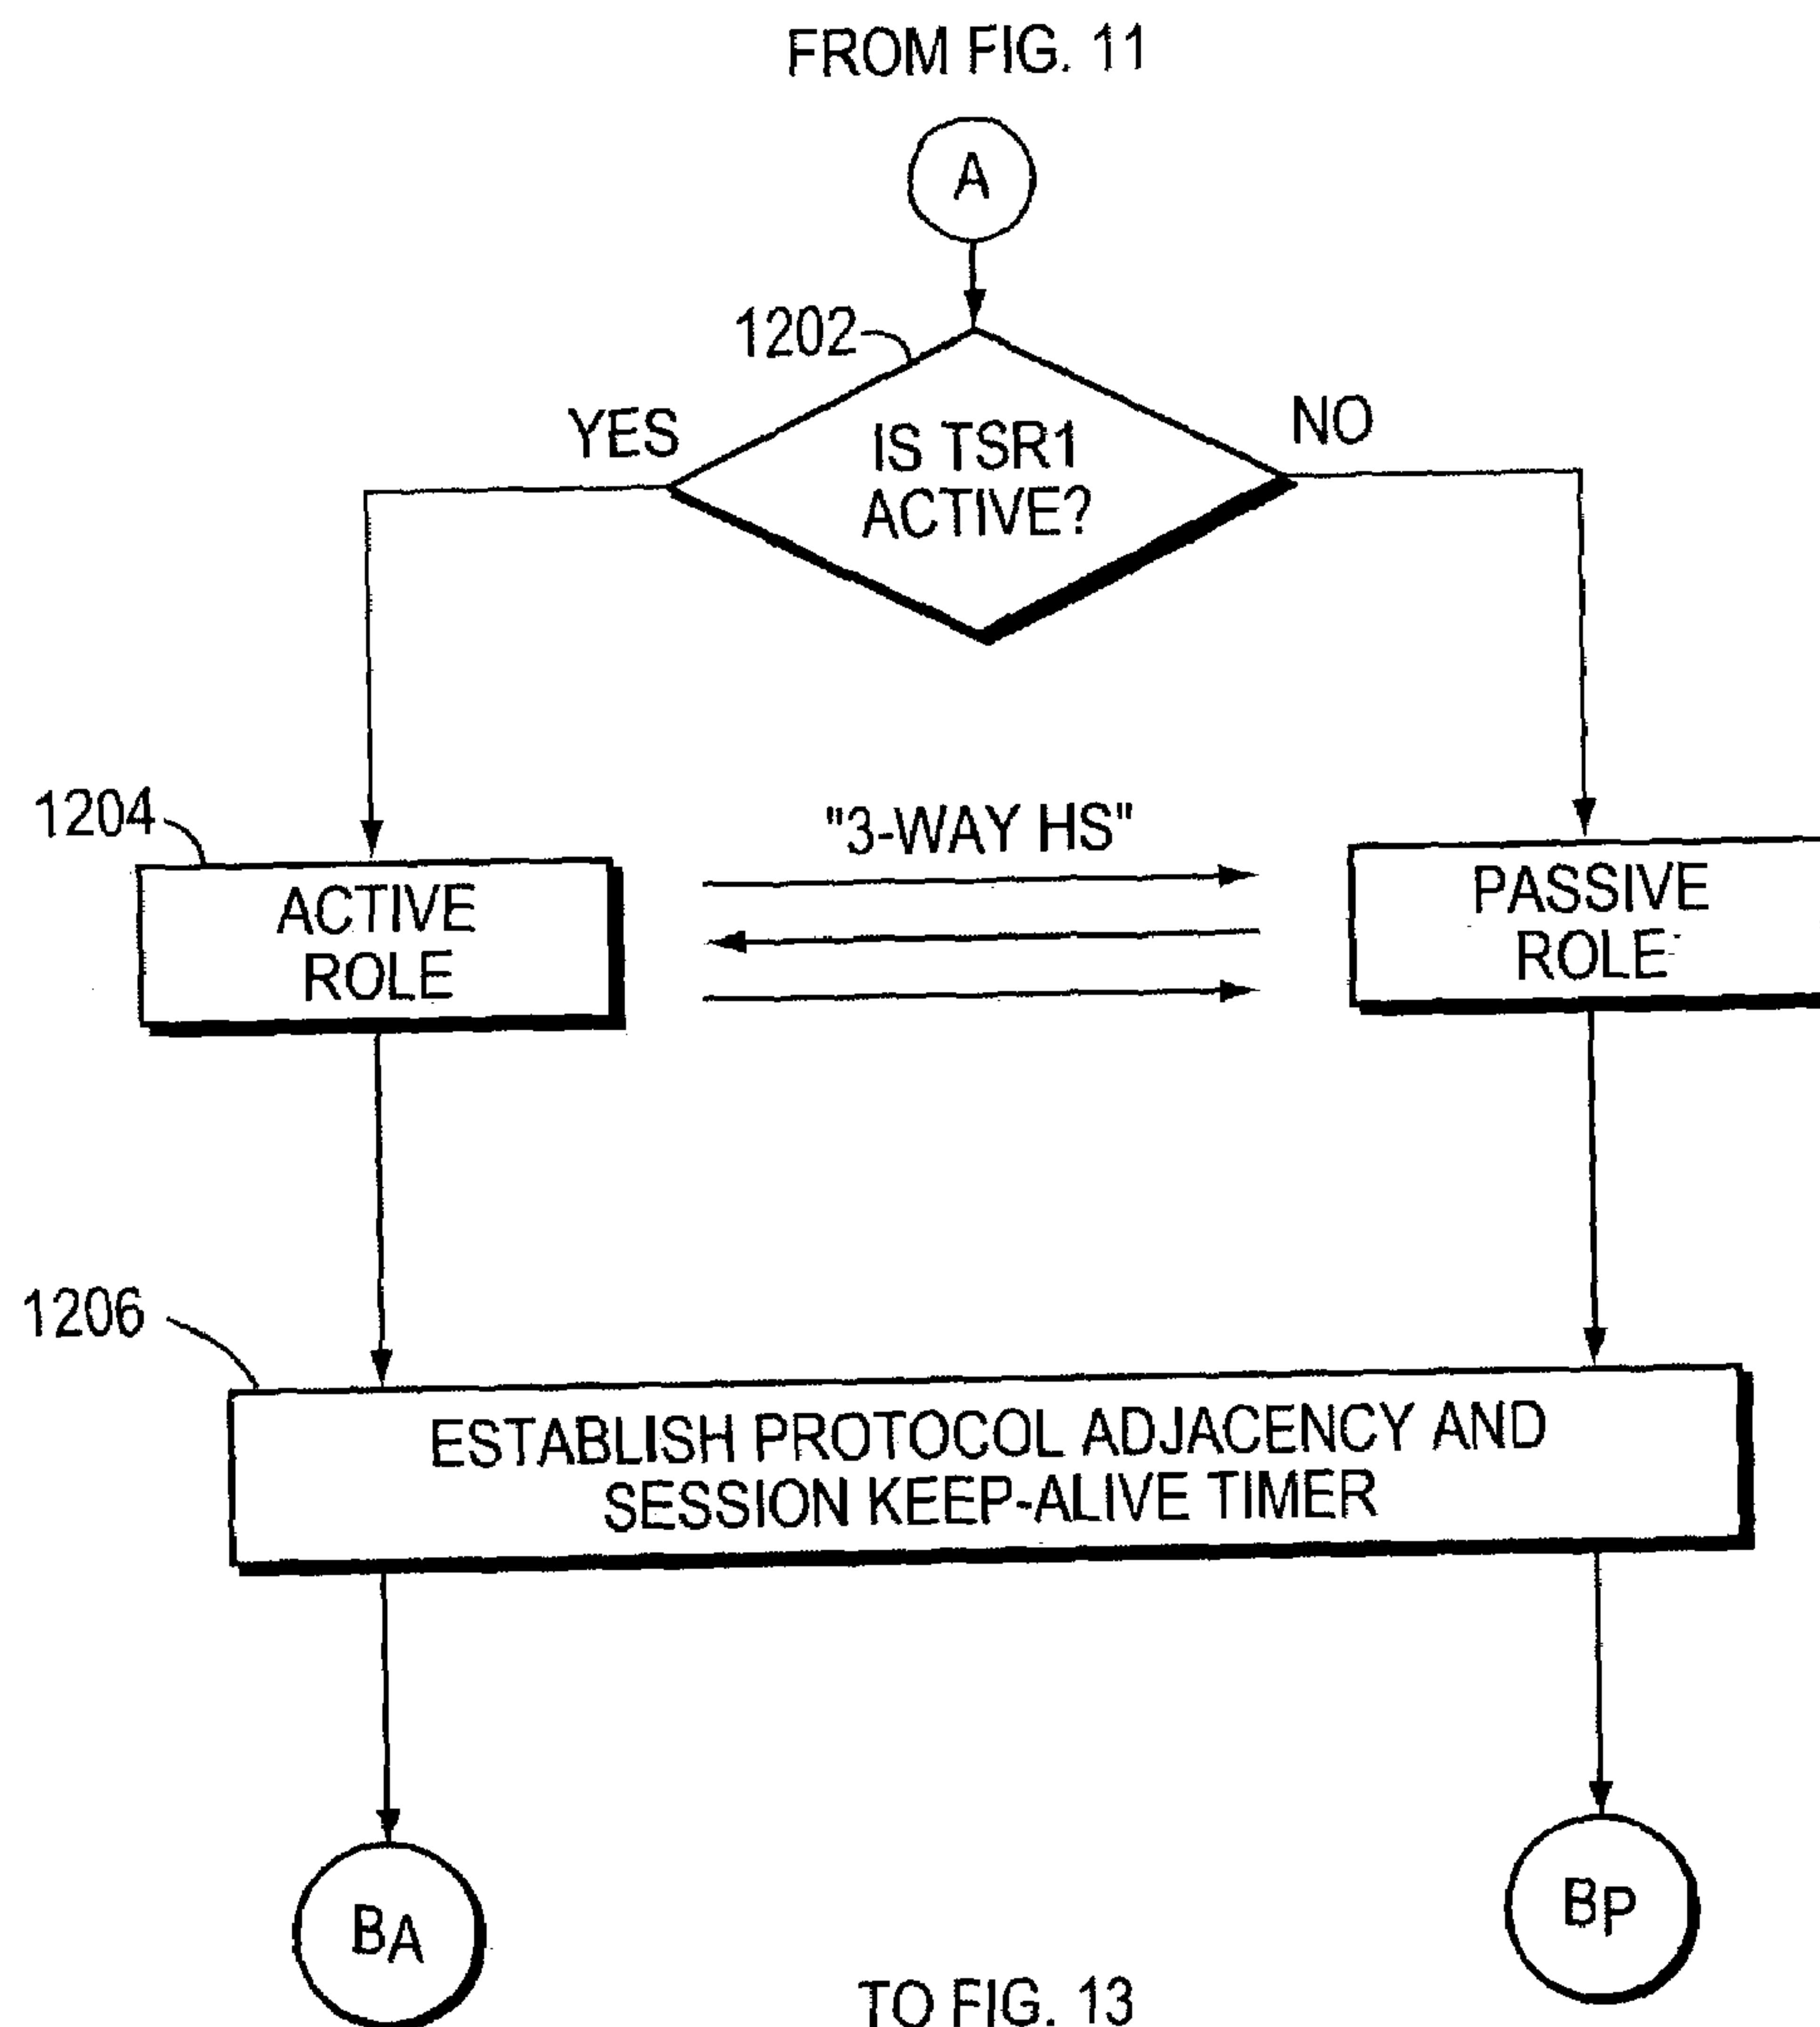 FROM FIG. 11
A
1202
YES
IS TSR1
ACTIVE?
NO
1204
ACTIVE
ROLE
"3-WAY HS"
PASSIVE
ROLE
1206
ESTABLISH PROTOCOL ADJACENCY AND
SESSION KEEP-ALIVE TIMER
BA
BP
TO FIG. 13